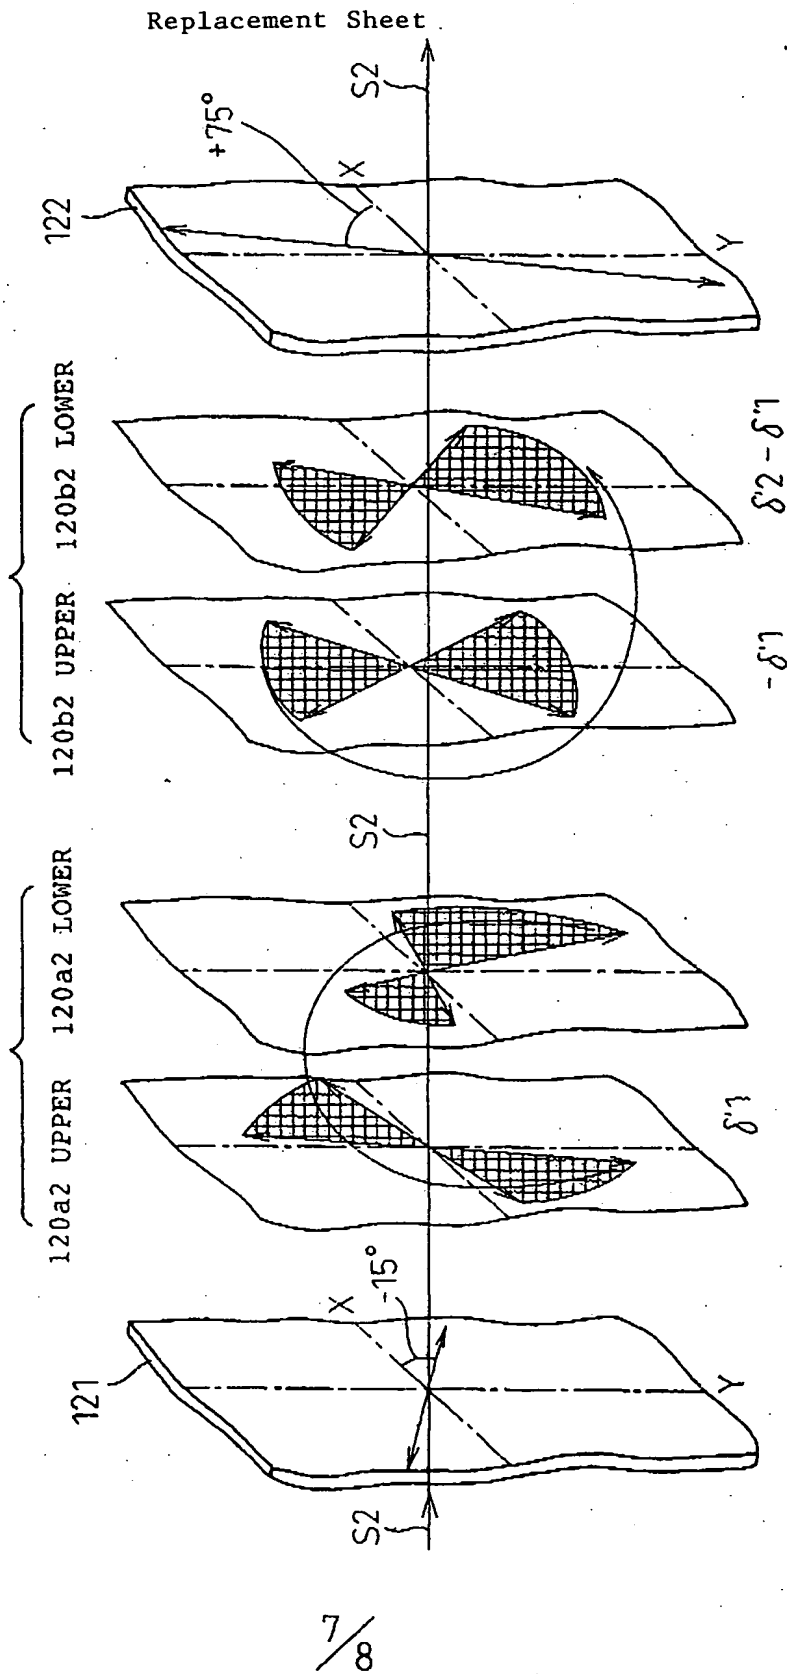 Replacement Sheet
S2
+75°
X
122
Y
120b2 UPPER 120b2 LOWER
δ'2 - δ'1
-δ'1
S2
120a2 UPPER 120a2 LOWER
δ'1
-15°
X
121
Y
S2
7/8